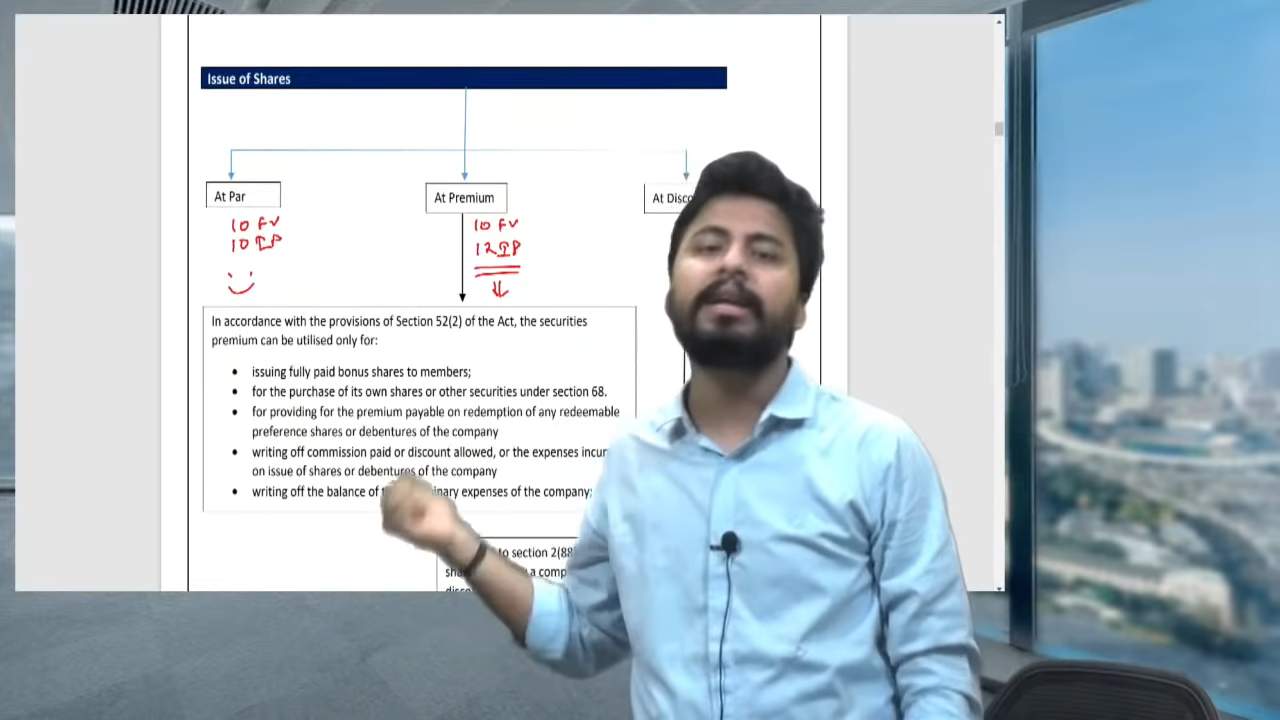 Issue of Shares
At Par
At Premium
At Disco
10 FV
10 IP
10 FV
12 IP
In accordance with the provisions of Section 52(2) of the Act, the securities
premium can be utilised only for:
• issuing fully paid bonus shares to members;
• for the purchase of its own shares or other securities under section 68.
• for providing for the premium payable on redemption of any redeemable
preference shares or debentures of the company
• writing off commission paid or discount allowed, or the expenses incur
on issue of shares or debentures of the company
• writing off the balance of inary expenses of the company;
to section 2(88
sha a comp